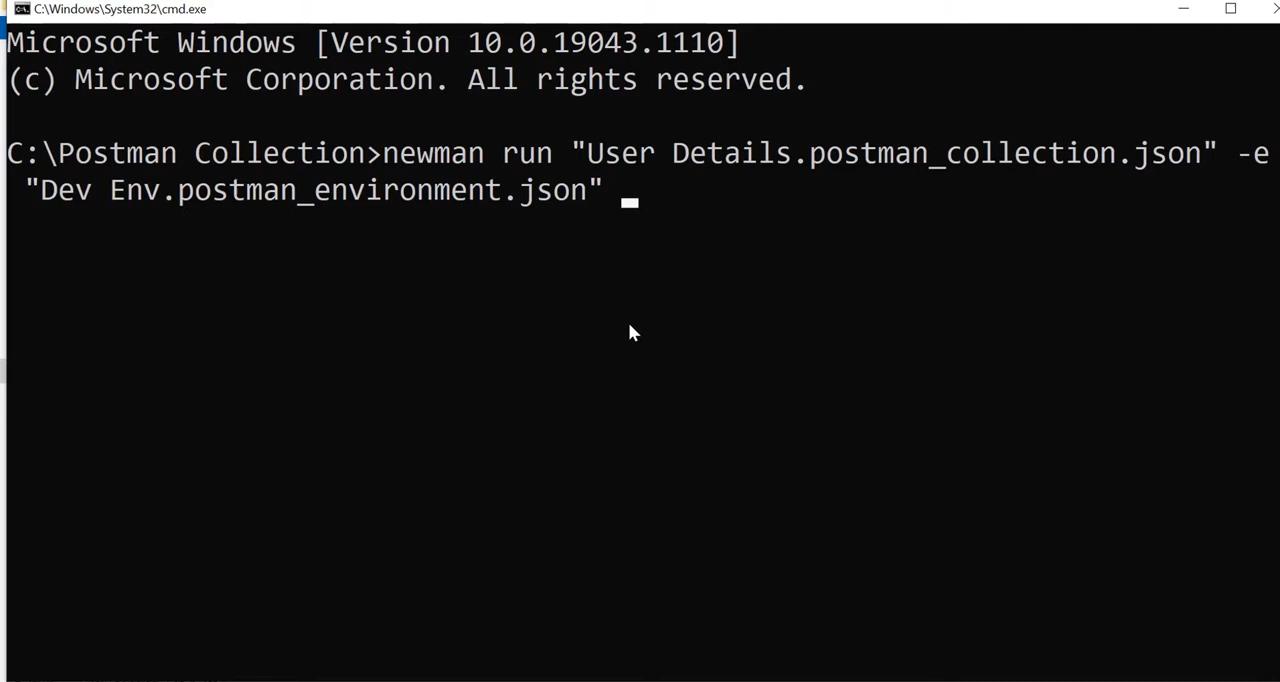 C:\Windows\System32\cmd.exe
Microsoft Windows [Version 10.0.19043.1110]
(c) Microsoft Corporation. All rights reserved.
C:\Postman Collection>newman run "User Details.postman_collection.json" -e
"Dev Env.postman_environment.json"